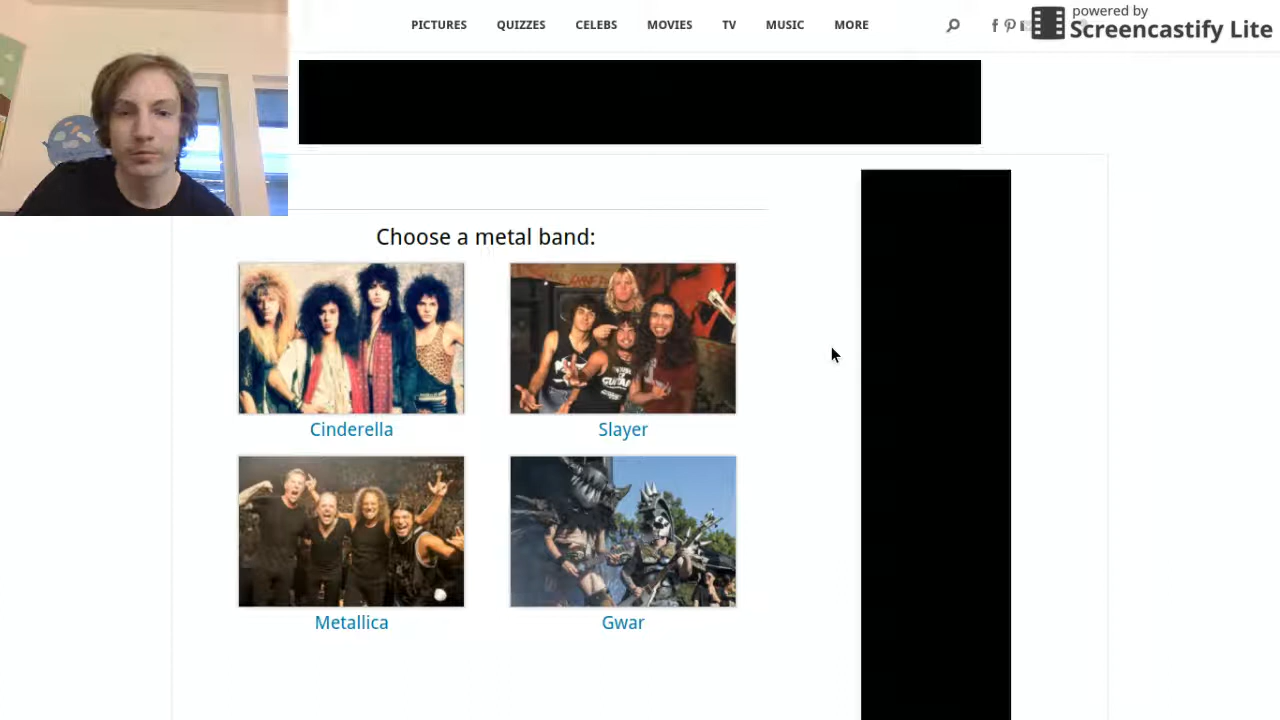 PICTURES QUIZZES CELEBS MOVIES TV MUSIC MORE
powered by
Screencastify Lite
Choose a metal band:
Cinderella Slayer
Metallica Gwar